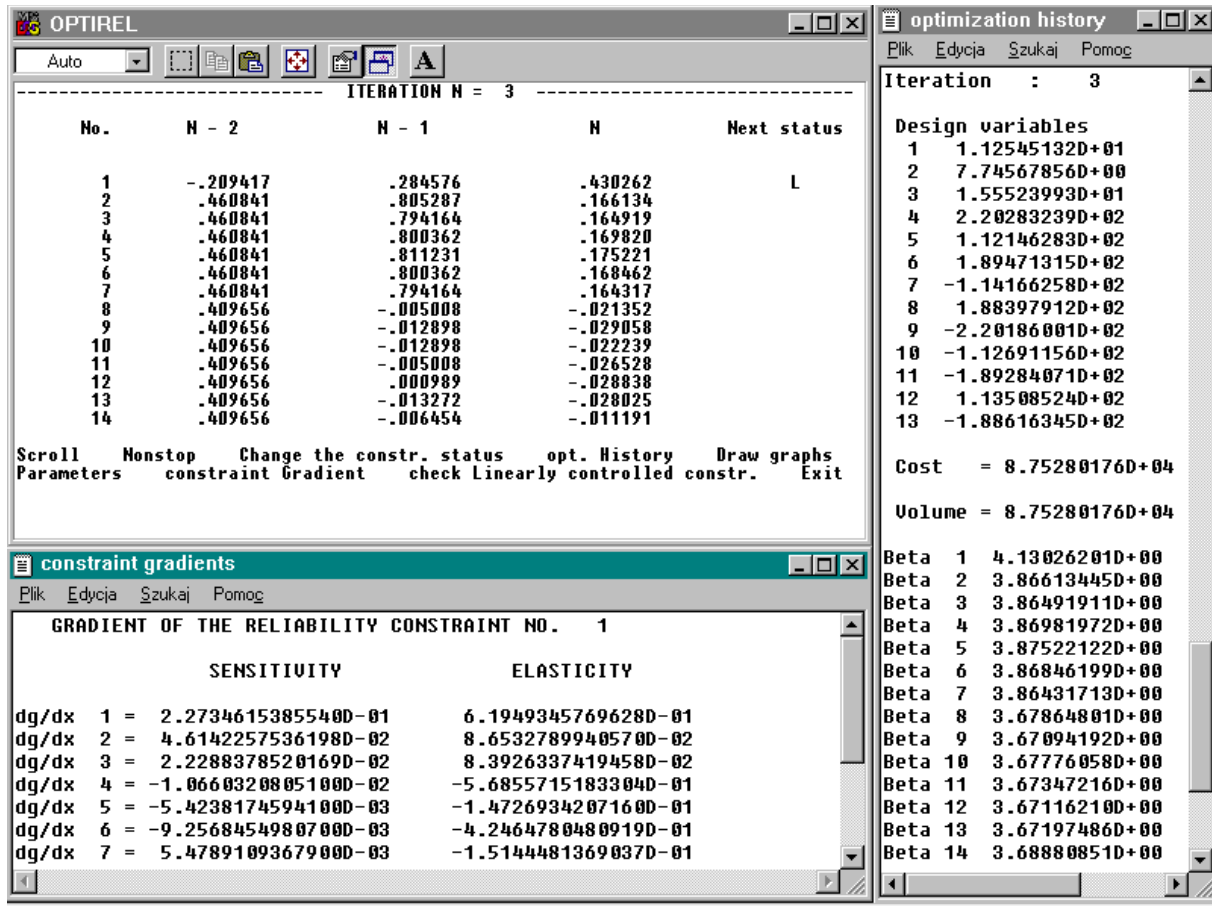 OPTIREL
Auto
A
------------------------------ ITERATION N = 3 ------------------------------
No. N - 2 N - 1 N Next status
1 -.209417 .284576 .430262 L
2 .460841 .805287 .166134
3 .460841 .794164 .164919
4 .460841 .800362 .169820
5 .460841 .811231 .175221
6 .460841 .800362 .168462
7 .460841 .794164 .164317
8 .409656 -.005008 -.021352
9 .409656 -.012898 -.029058
10 .409656 -.012898 -.022239
11 .409656 -.005008 -.026528
12 .409656 .000989 -.028838
13 .409656 -.013272 -.028025
14 .409656 -.006454 -.011191
Scroll Nonstop Change the constr. status opt. History Draw graphs
Parameters constraint Gradient check Linearly controlled constr. Exit
constraint gradients
Plik Edycja Szukaj Pomoc
GRADIENT OF THE RELIABILITY CONSTRAINT NO. 1
SENSITIVITY ELASTICITY
dg/dx 1 = 2.2734615385540D-01 6.1949345769628D-01
dg/dx 2 = 4.6142257536198D-02 8.6532789940570D-02
dg/dx 3 = 2.2288378520169D-02 8.3926337419458D-02
dg/dx 4 = -1.0660320805100D-02 -5.6855715183304D-01
dg/dx 5 = -5.4238174594100D-03 -1.4726934207160D-01
dg/dx 6 = -9.2568454980700D-03 -4.2464780480919D-01
dg/dx 7 = 5.4789109367900D-03 -1.5144481369037D-01
optimization history
Plik Edycja Szukaj Pomoc
Iteration : 3
Design variables
1 1.12545132D+01
2 7.74567856D+00
3 1.55523993D+01
4 2.20283239D+02
5 1.12146283D+02
6 1.89471315D+02
7 -1.14166258D+02
8 1.88397912D+02
9 -2.20186001D+02
10 -1.12691156D+02
11 -1.89284071D+02
12 1.13508524D+02
13 -1.88616345D+02
Cost = 8.75280176D+04
Volume = 8.75280176D+04
Beta 1 4.13026201D+00
Beta 2 3.86613445D+00
Beta 3 3.86491911D+00
Beta 4 3.86981972D+00
Beta 5 3.87522122D+00
Beta 6 3.86846199D+00
Beta 7 3.86431713D+00
Beta 8 3.67864801D+00
Beta 9 3.67094192D+00
Beta 10 3.67776058D+00
Beta 11 3.67347216D+00
Beta 12 3.67116210D+00
Beta 13 3.67197486D+00
Beta 14 3.68880851D+00